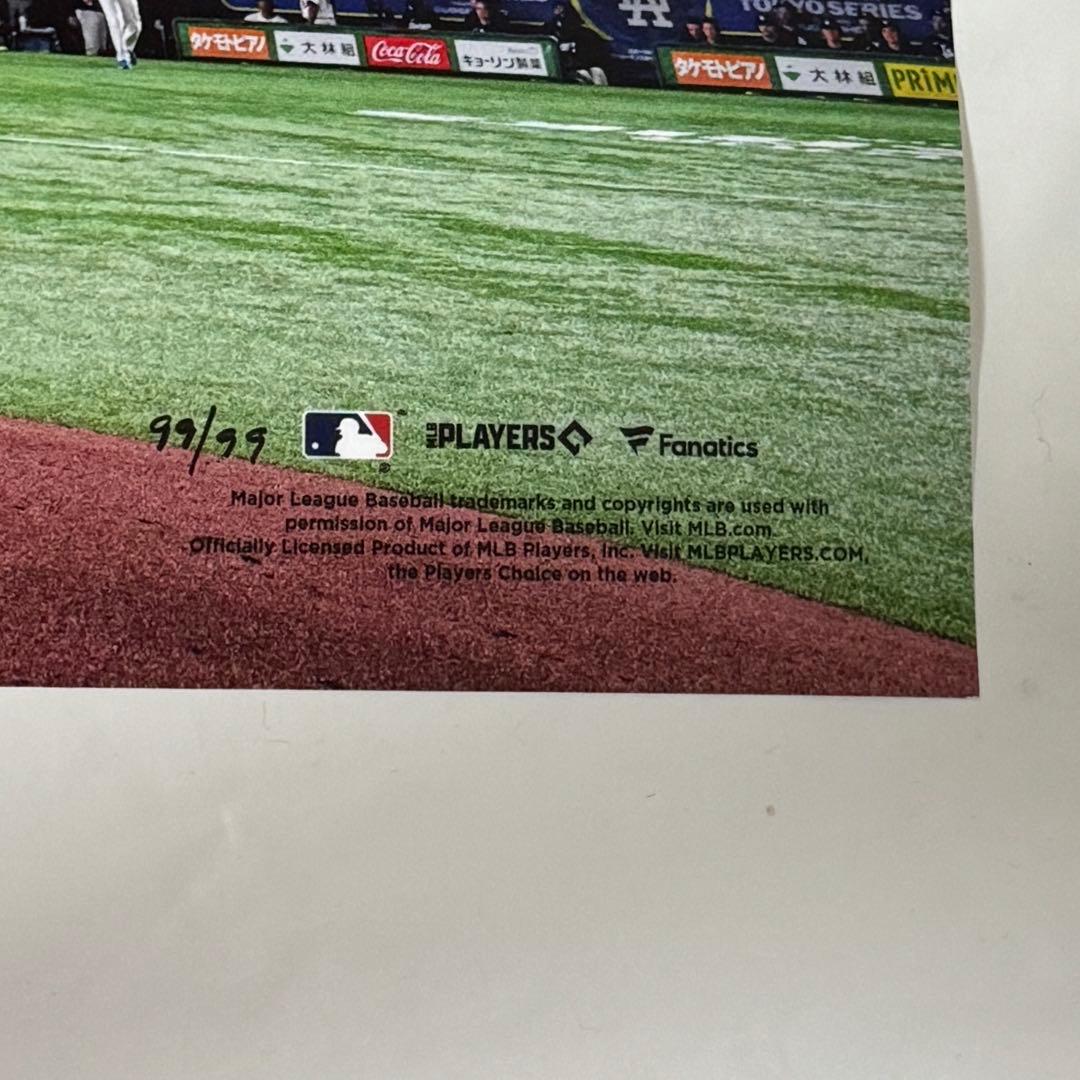 LA
TOKYO SERIES
タケモトピアノ
大林組
Coca-Cola
キョーリン製薬
タケモトピアノ
大林組
PRiM
99/99
MLB PLAYERS
Fanatics
Major League Baseball trademarks and copyrights are used with
permission of Major League Baseball. Visit MLB.com.
Officially Licensed Product of MLB Players, Inc. Visit MLBPLAYERS.COM,
the Players Choice on the web.